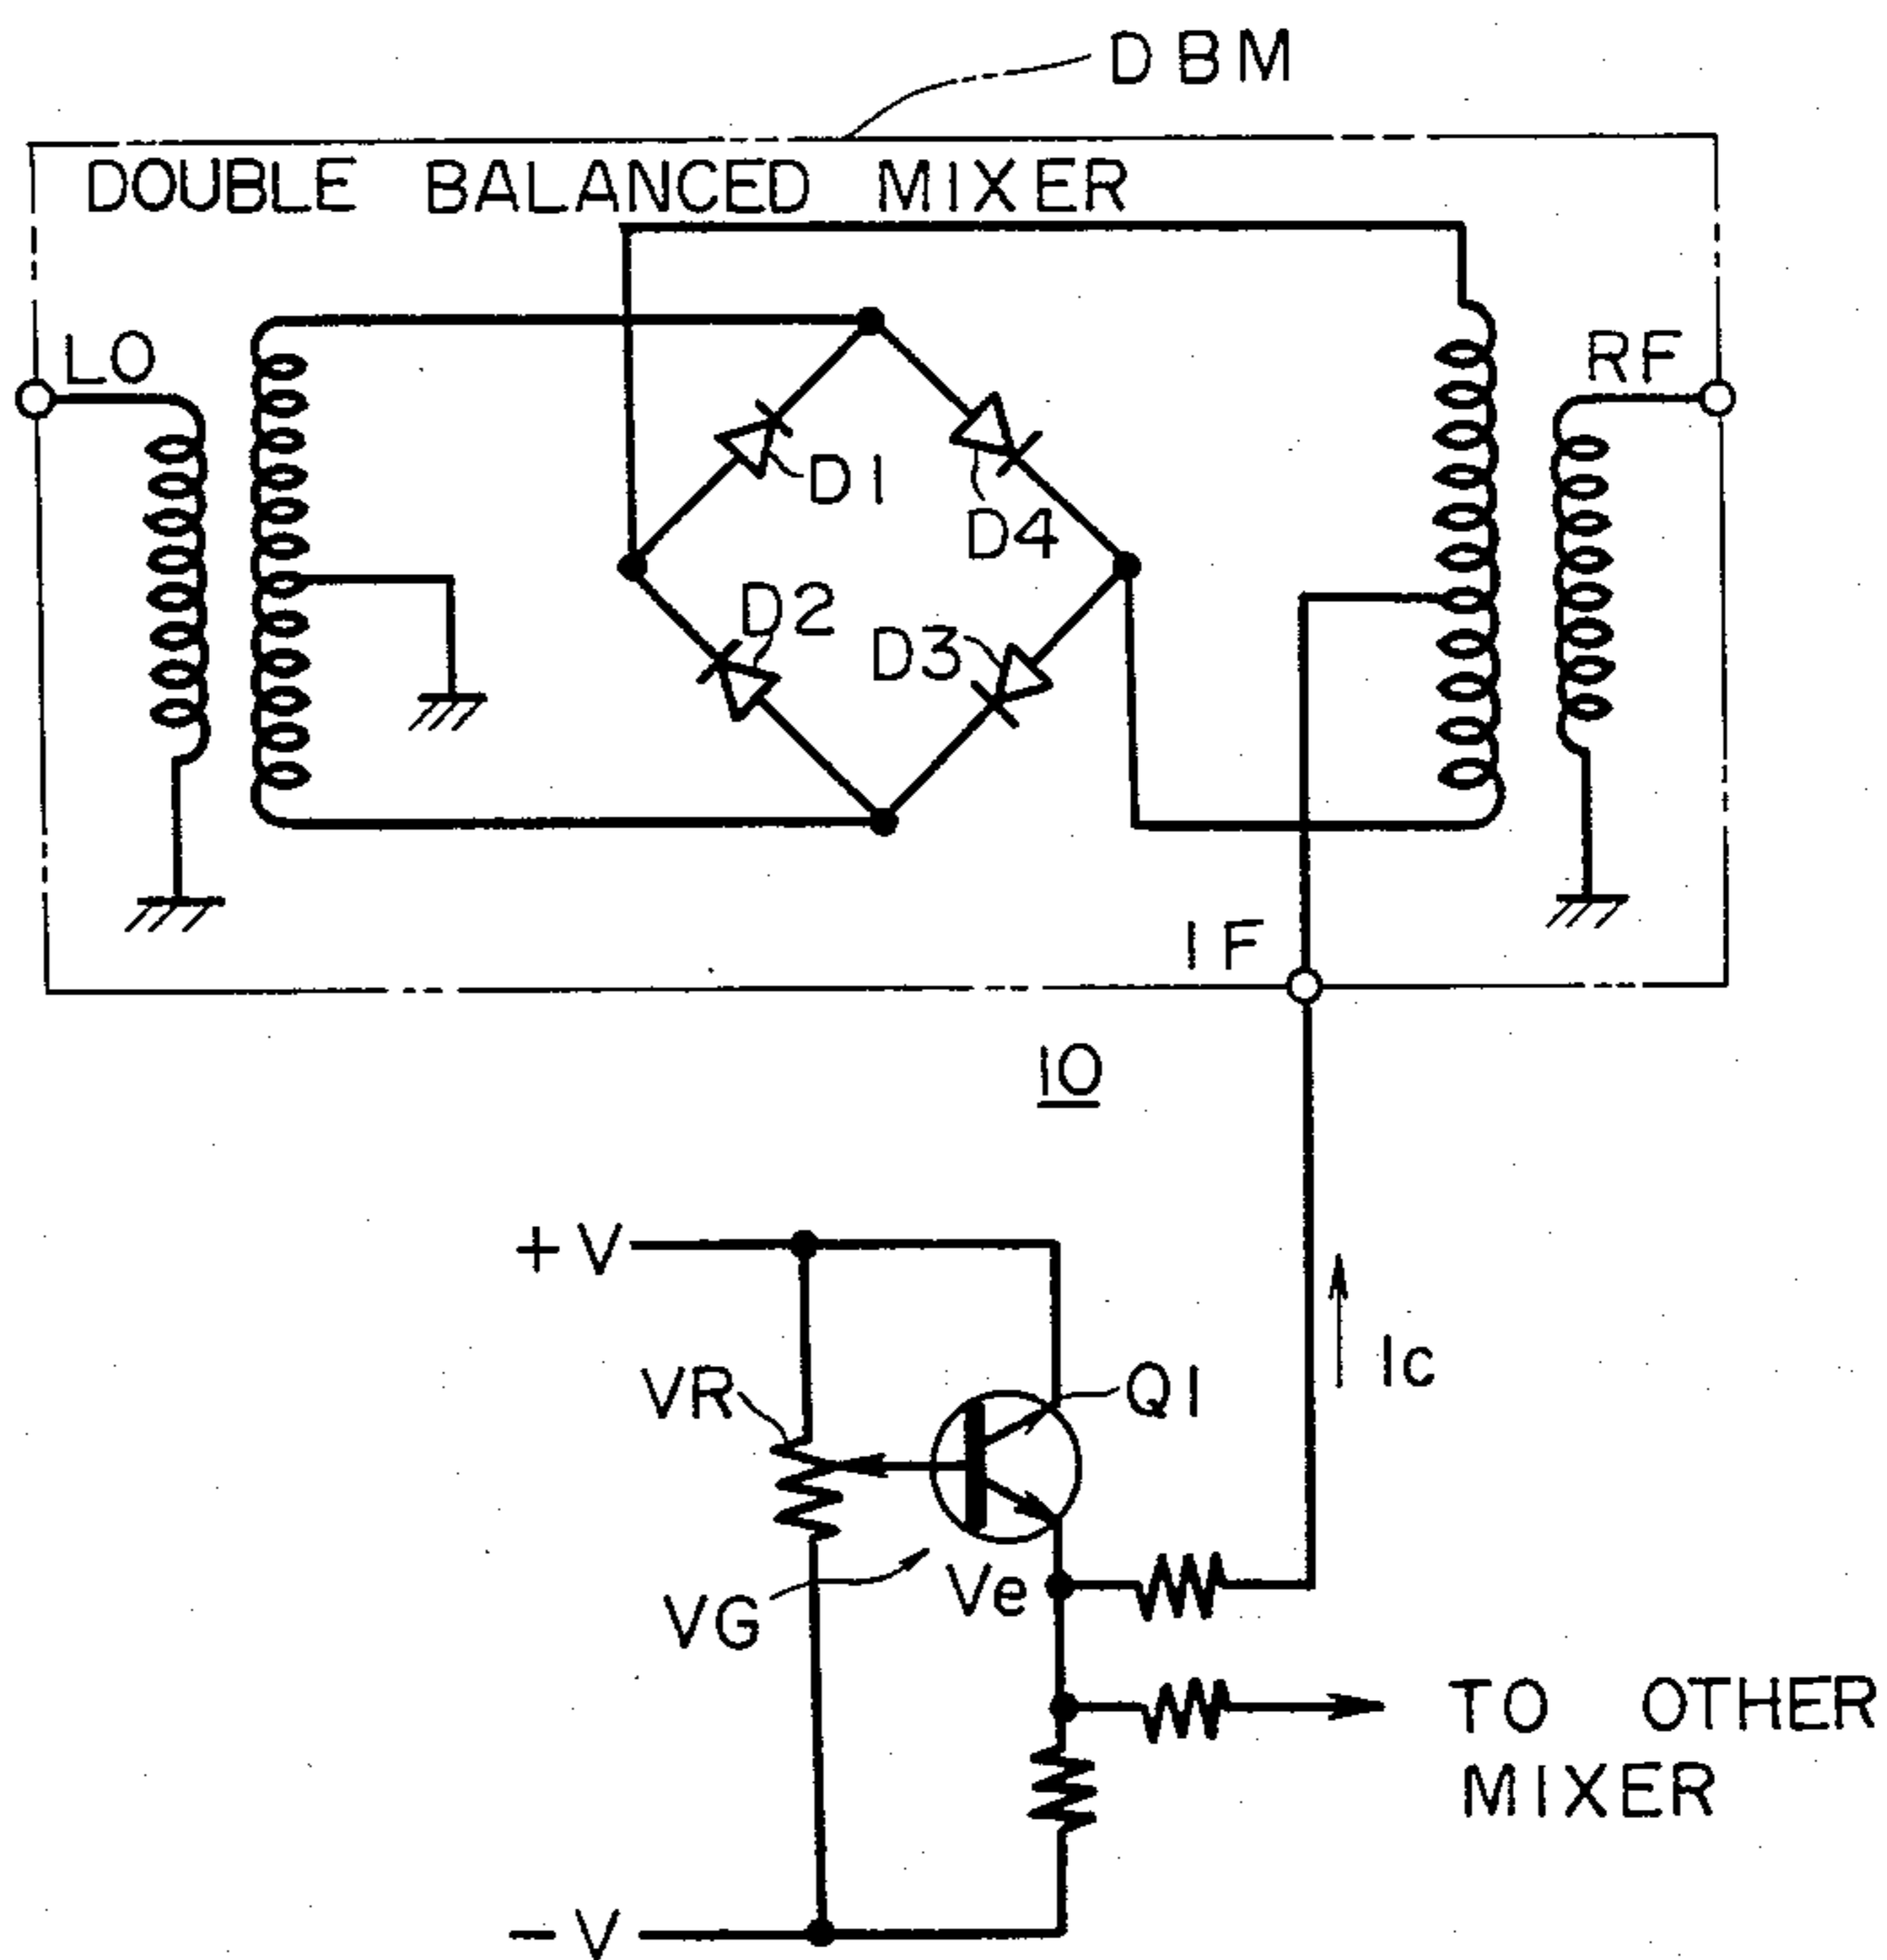 DBM
DOUBLE BALANCED MIXER
LO
RF
D1
D4
D2
D3
IF
10
+V
Ic
VR
Q1
VG
Ve
TO OTHER
MIXER
-V